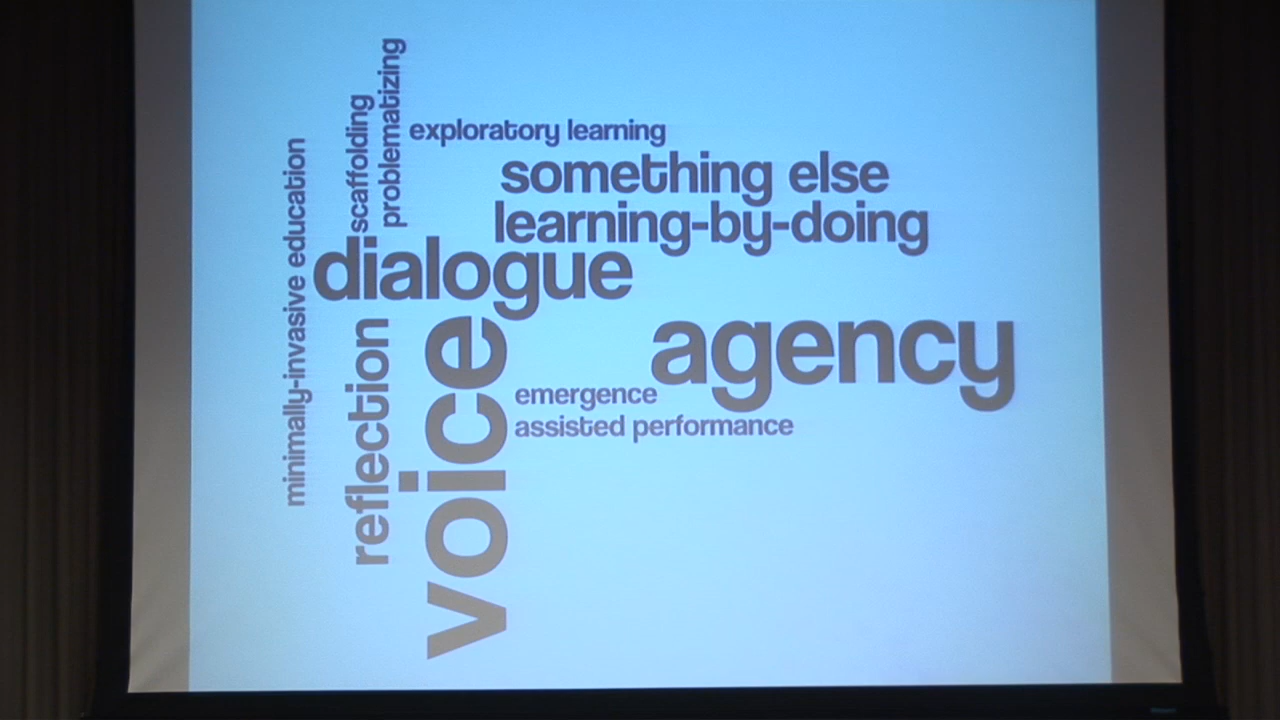 minimally-invasive education
scaffolding
problematizing
exploratory learning
something else
learning-by-doing
dialogue
reflection
voice
agency
emergence
assisted performance